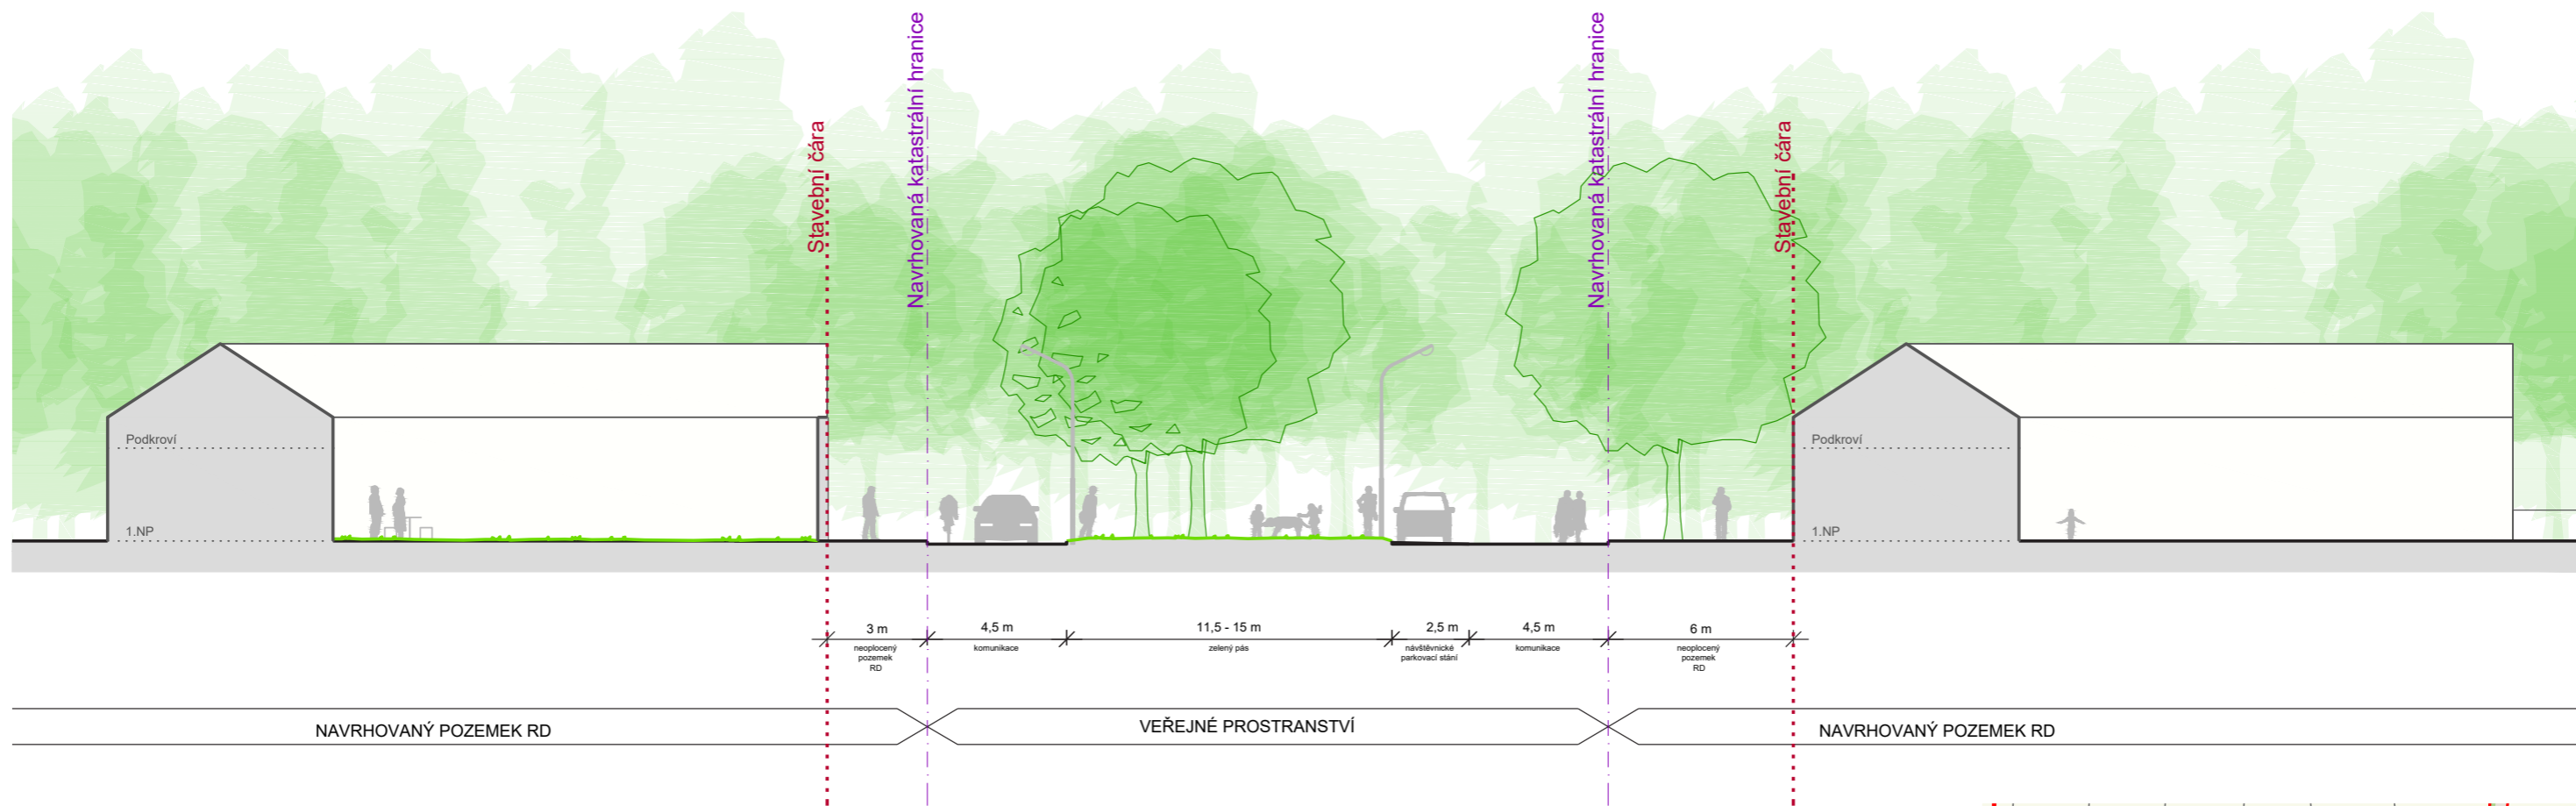 Navrhovaná katastrální hranice
Navrhovaná katastrální hranice
Stavební čára
Stavební čára
Podkroví
Podkroví
1.NP
1.NP
3 m
4,5 m
11,5 - 15 m
2,5 m
4,5 m
6 m
neoplocený
pozemek
RD
komunikace
zelený pás
návštěvnické
parkovací stání
komunikace
neoplocený
pozemek
RD
NAVRHOVANÝ POZEMEK RD
VEŘEJNÉ PROSTRANSTVÍ
NAVRHOVANÝ POZEMEK RD